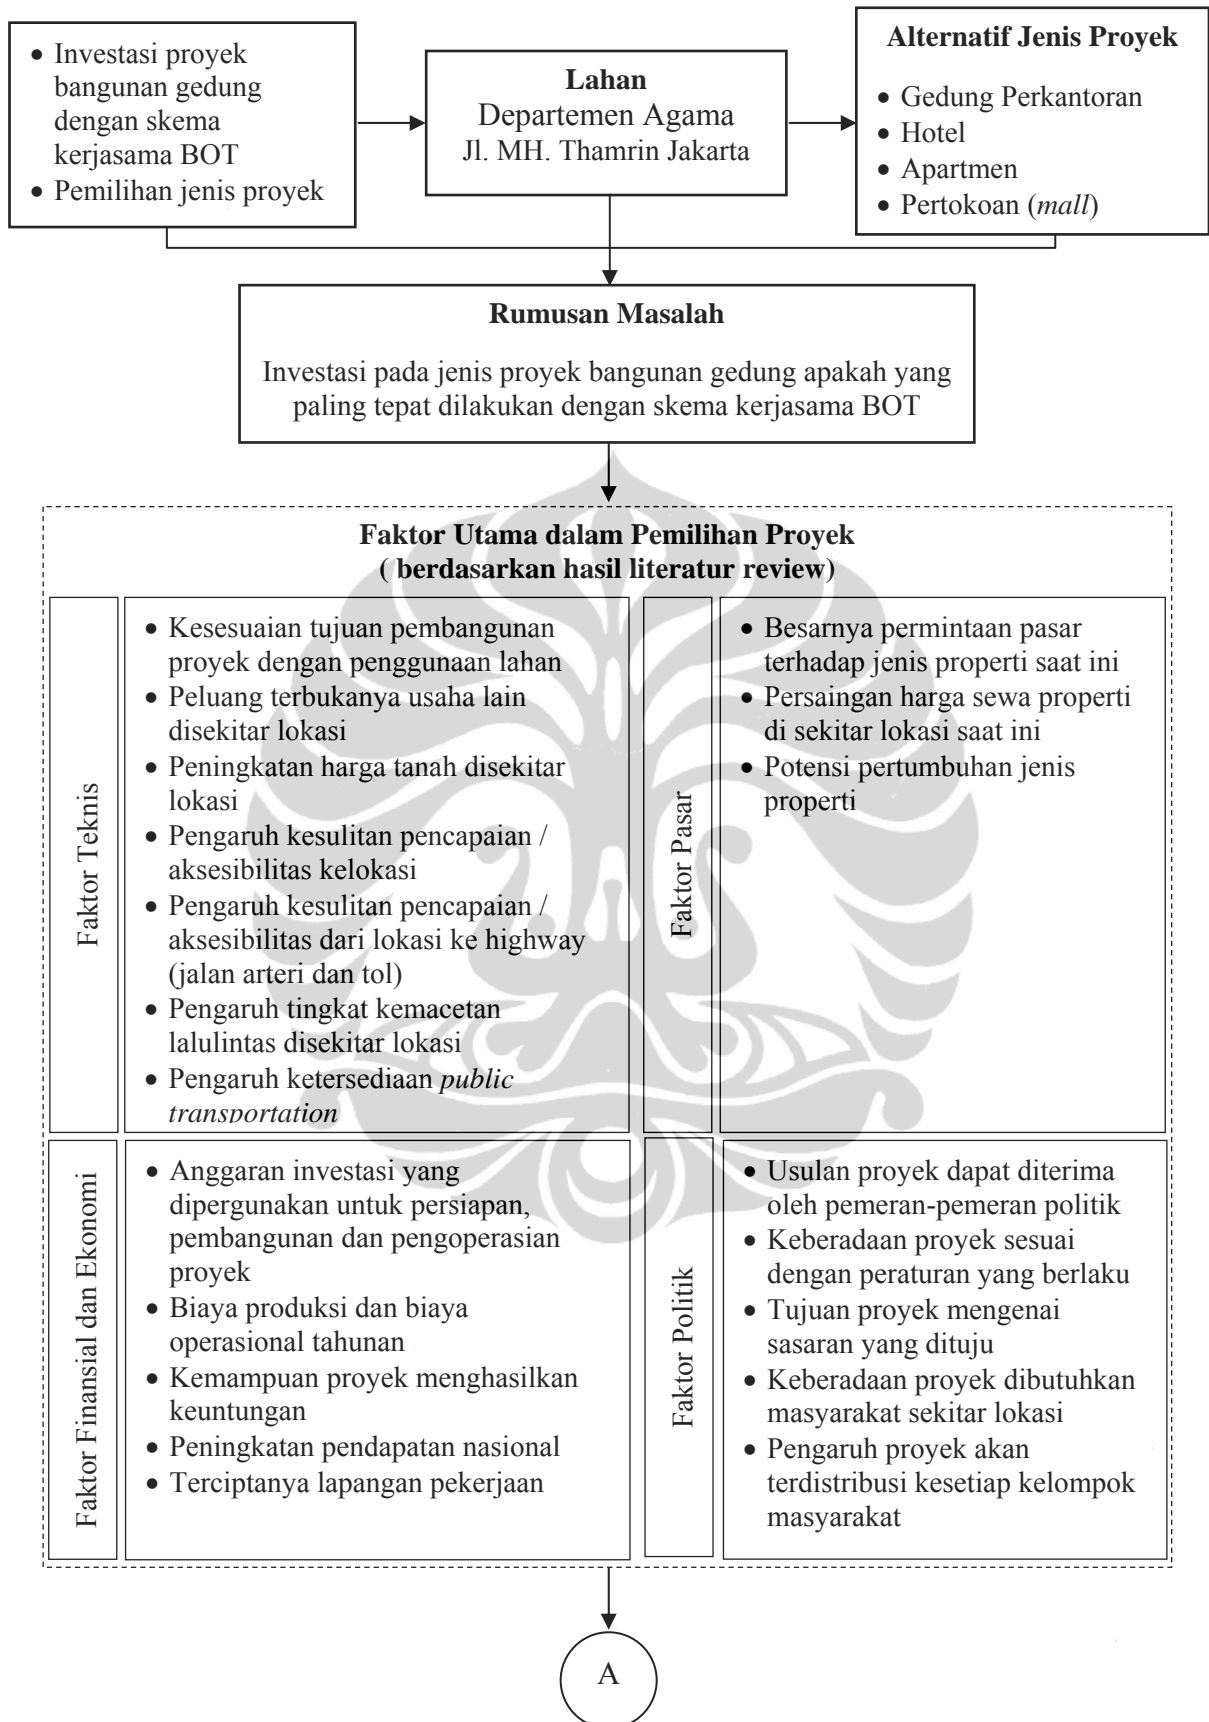 • Investasi proyek
bangunan gedung
dengan skema
kerjasama BOT
• Pemilihan jenis proyek
Lahan
Departemen Agama
Jl. MH. Thamrin Jakarta
Alternatif Jenis Proyek
• Gedung Perkantoran
• Hotel
• Apartmen
• Pertokoan (mall)
Rumusan Masalah
Investasi pada jenis proyek bangunan gedung apakah yang
paling tepat dilakukan dengan skema kerjasama BOT
Faktor Utama dalam Pemilihan Proyek
( berdasarkan hasil literatur review)
Faktor Teknis
• Kesesuaian tujuan pembangunan
proyek dengan penggunaan lahan
• Peluang terbukanya usaha lain
disekitar lokasi
• Peningkatan harga tanah disekitar
lokasi
• Pengaruh kesulitan pencapaian /
aksesibilitas kelokasi
• Pengaruh kesulitan pencapaian /
aksesibilitas dari lokasi ke highway
(jalan arteri dan tol)
• Pengaruh tingkat kemacetan
lalulintas disekitar lokasi
• Pengaruh ketersediaan public
transportation
Faktor Pasar
• Besarnya permintaan pasar
terhadap jenis properti saat ini
• Persaingan harga sewa properti
di sekitar lokasi saat ini
• Potensi pertumbuhan jenis
properti
Faktor Finansial dan Ekonomi
• Anggaran investasi yang
dipergunakan untuk persiapan,
pembangunan dan pengoperasian
proyek
• Biaya produksi dan biaya
operasional tahunan
• Kemampuan proyek menghasilkan
keuntungan
• Peningkatan pendapatan nasional
• Terciptanya lapangan pekerjaan
Faktor Politik
• Usulan proyek dapat diterima
oleh pemeran-pemeran politik
• Keberadaan proyek sesuai
dengan peraturan yang berlaku
• Tujuan proyek mengenai
sasaran yang dituju
• Keberadaan proyek dibutuhkan
masyarakat sekitar lokasi
• Pengaruh proyek akan
terdistribusi kesetiap kelompok
masyarakat
A